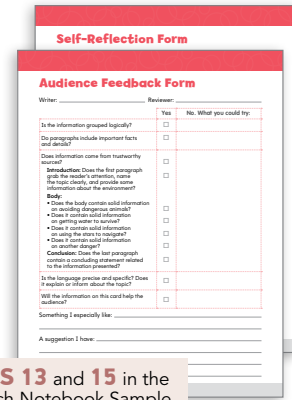 Self-Reflection Form
Audience Feedback Form
Writer: Reviewer:
Yes No. What you could try:
Is the information grouped logically?
Do paragraphs include important facts
and details?
Does information come from trustworthy
sources?
Introduction: Does the first paragraph
grab the reader's attention, name
the topic clearly, and provide some
information about the environment?
Body:
• Does the body contain solid information
on avoiding dangerous animals?
• Does it contain solid information
on getting water to survive?
• Does it contain solid information
on using the stars to navigate?
• Does it contain solid information
on another danger?
Conclusion: Does the last paragraph
contain a concluding statement related
to the information presented?
Is the language precise and specific? Does
it explain or inform about the topic?
Will the information on this card help the
audience?
Something I especially like:
A suggestion I have:
S 13 and 15 in the
ch Notebook Sample